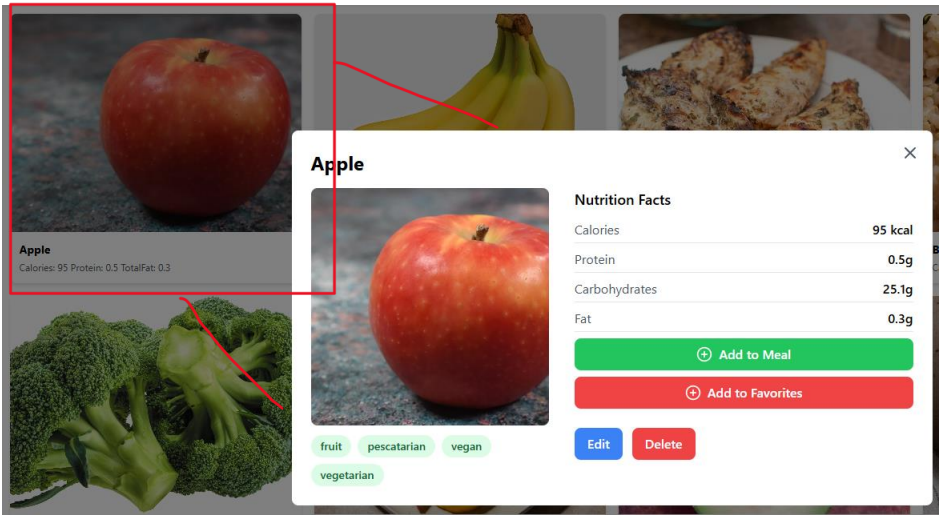 Apple
Calories: 95 Protein: 0.5 TotalFat: 0.3
Apple
Nutrition Facts
Calories 95 kcal
Protein 0.5g
Carbohydrates 25.1g
Fat 0.3g
Add to Meal
Add to Favorites
fruit pescatarian vegan
vegetarian
Edit Delete
B
C